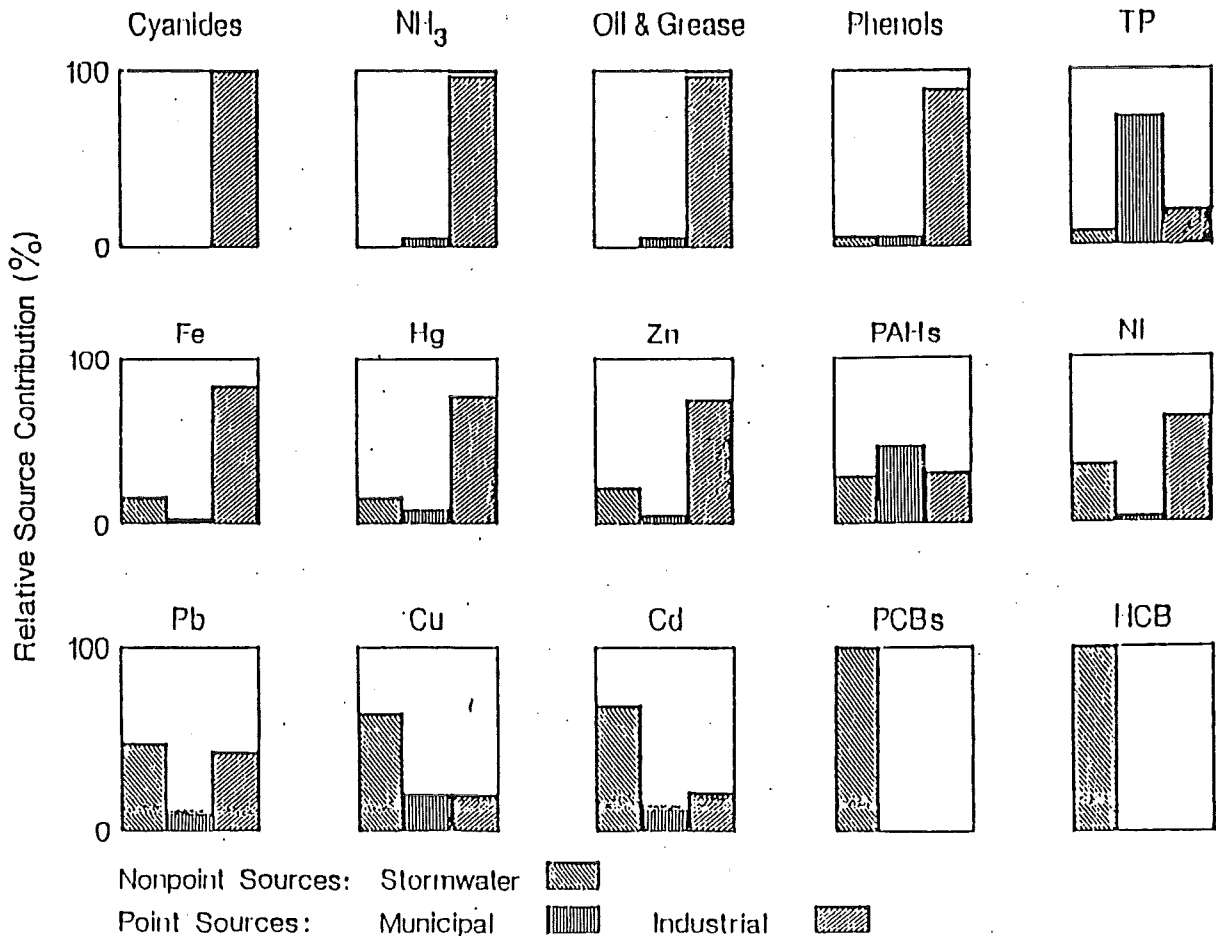 Cyanides NH3 Oil & Grease Phenols TP
100
0
Relative Source Contribution (%)
Fe Hg Zn PAHs Ni
100
0
Pb Cu Cd PCBs HCB
100
0
Nonpoint Sources: Stormwater
Point Sources: Municipal Industrial